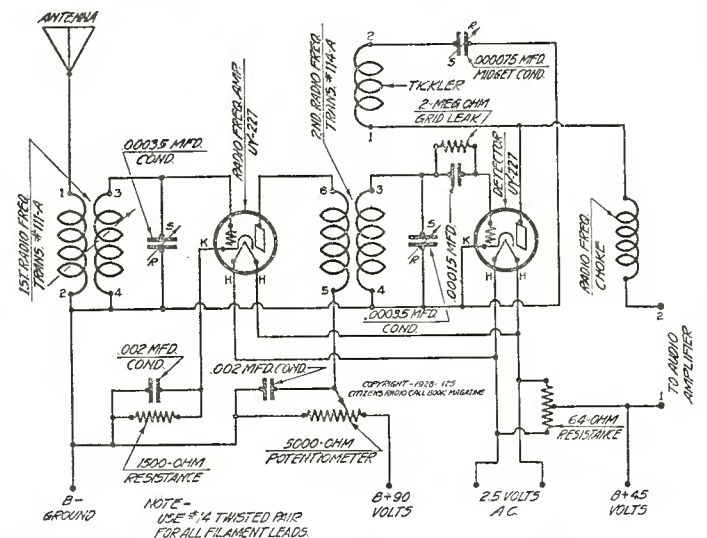 ANTENNA
1ST. RADIO FREQ.
TRANS. #111-A
.00035 MFD.
COND.
RADIO FREQ. AMP.
UY-227
2ND. RADIO FREQ.
TRANS. #114-A
2
TICKLER
1
R
S
.000075 MFD.
MIDGET COND.
2-MEG OHM
GRID LEAK
DETECTOR
UY-227
1
3
2
4
S
R
K
H
H
6
3
5
4
S
R
.00015 MFD.
K
H
H
.00035 MFD.
COND.
RADIO FREQ.
CHOKE
2
TO AUDIO
AMPLIFIER
1
.002 MFD.
COND.
.002 MFD. COND.
COPYRIGHT-1928-125
CITIZENS RADIO CALL BOOK MAGAZINE
1500-OHM
RESISTANCE
5000-OHM
POTENTIOMETER
64-OHM
RESISTANCE
B-
GROUND
B+90
VOLTS
2.5 VOLTS
A.C.
B+45
VOLTS
NOTE-
USE #14 TWISTED PAIR
FOR ALL FILAMENT LEADS.